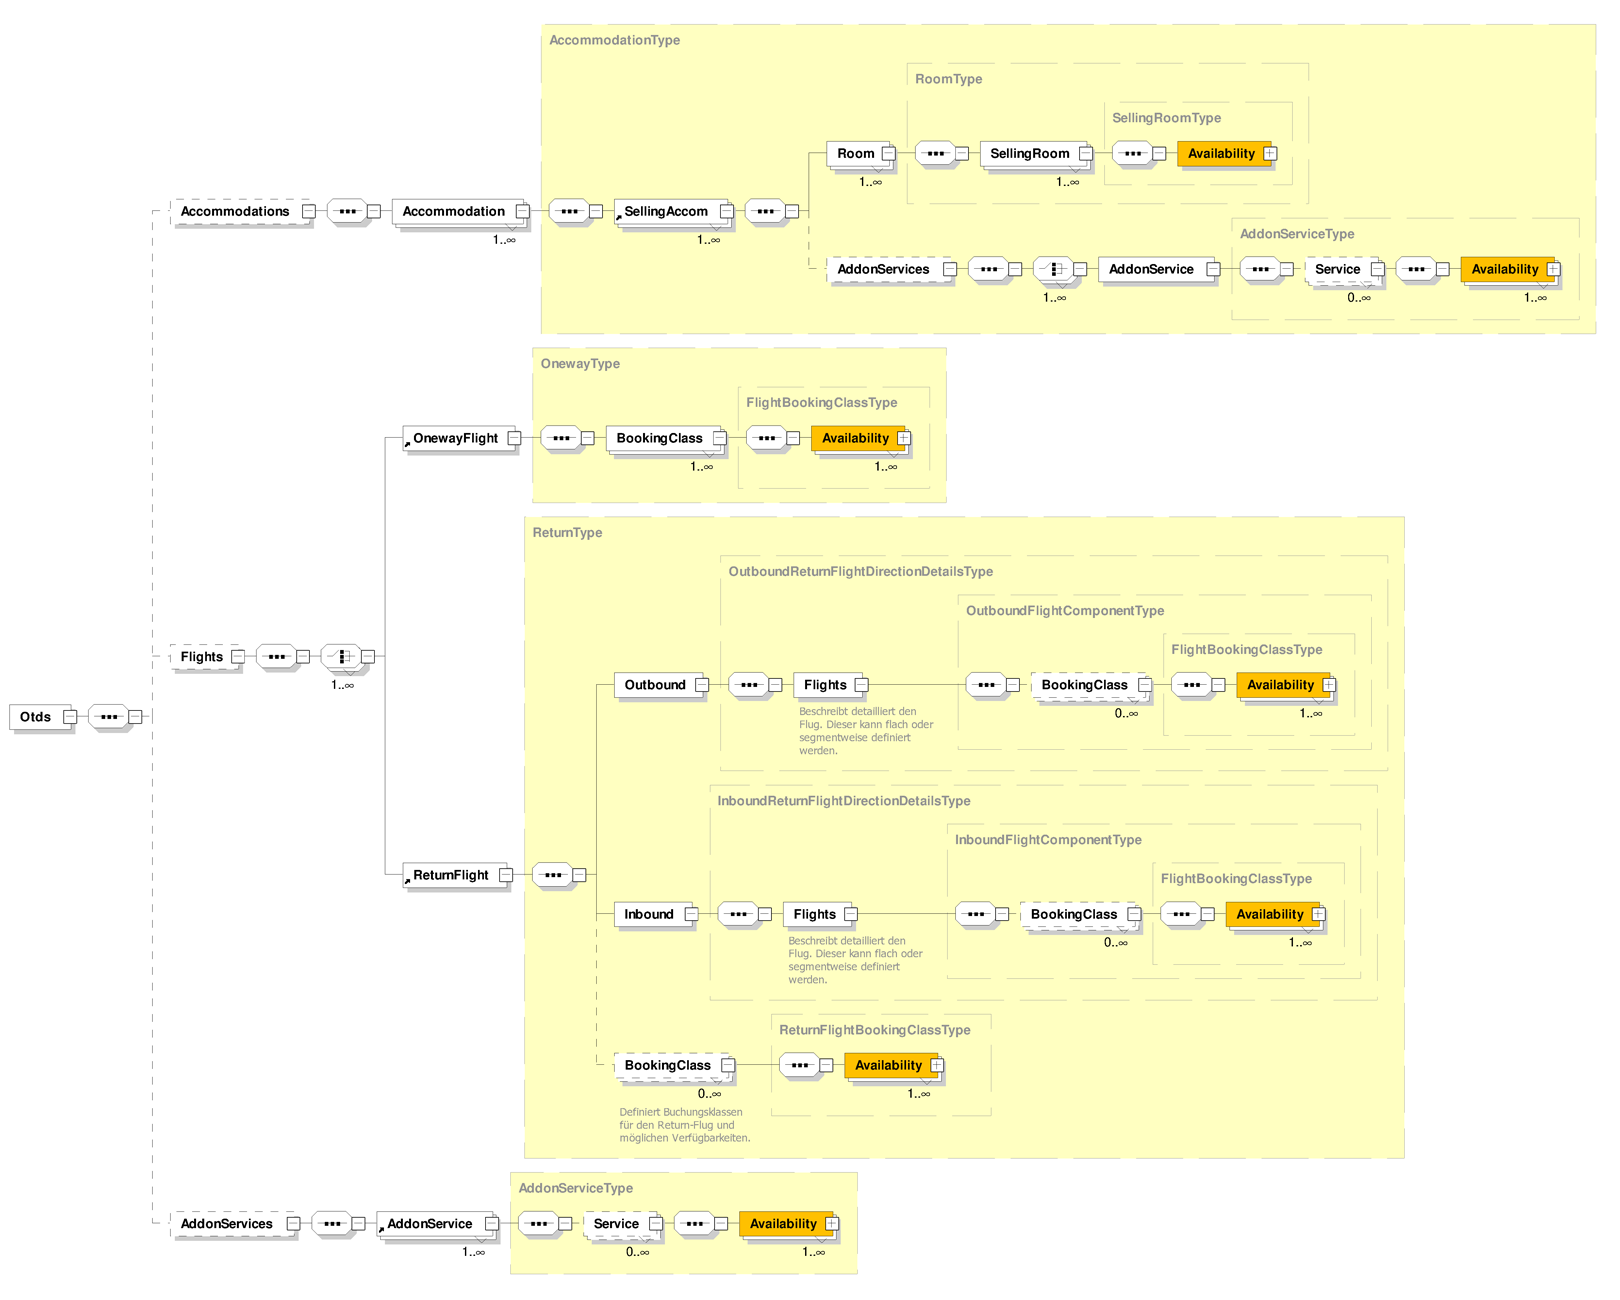 AccommodationType
RoomType
SellingRoomType
Room
SellingRoom
Availability
1..∞
1..∞
Accommodations
Accommodation
SellingAccom
1..∞
1..∞
AddonServiceType
AddonServices
AddonService
Service
Availability
1..∞
0..∞
1..∞
OnewayType
FlightBookingClassType
OnewayFlight
BookingClass
Availability
1..∞
1..∞
ReturnType
OutboundReturnFlightDirectionDetailsType
OutboundFlightComponentType
FlightBookingClassType
Flights
1..∞
Outbound
Flights
BookingClass
Availability
Beschreibt detailliert den
Flug. Dieser kann flach oder
segmentweise definiert
werden.
0..∞
1..∞
Otds
InboundReturnFlightDirectionDetailsType
InboundFlightComponentType
FlightBookingClassType
ReturnFlight
Inbound
Flights
BookingClass
Availability
Beschreibt detailliert den
Flug. Dieser kann flach oder
segmentweise definiert
werden.
0..∞
1..∞
ReturnFlightBookingClassType
BookingClass
Availability
0..∞
1..∞
Definiert Buchungsklassen
für den Return-Flug und
möglichen Verfügbarkeiten.
AddonServiceType
AddonServices
AddonService
Service
Availability
1..∞
0..∞
1..∞